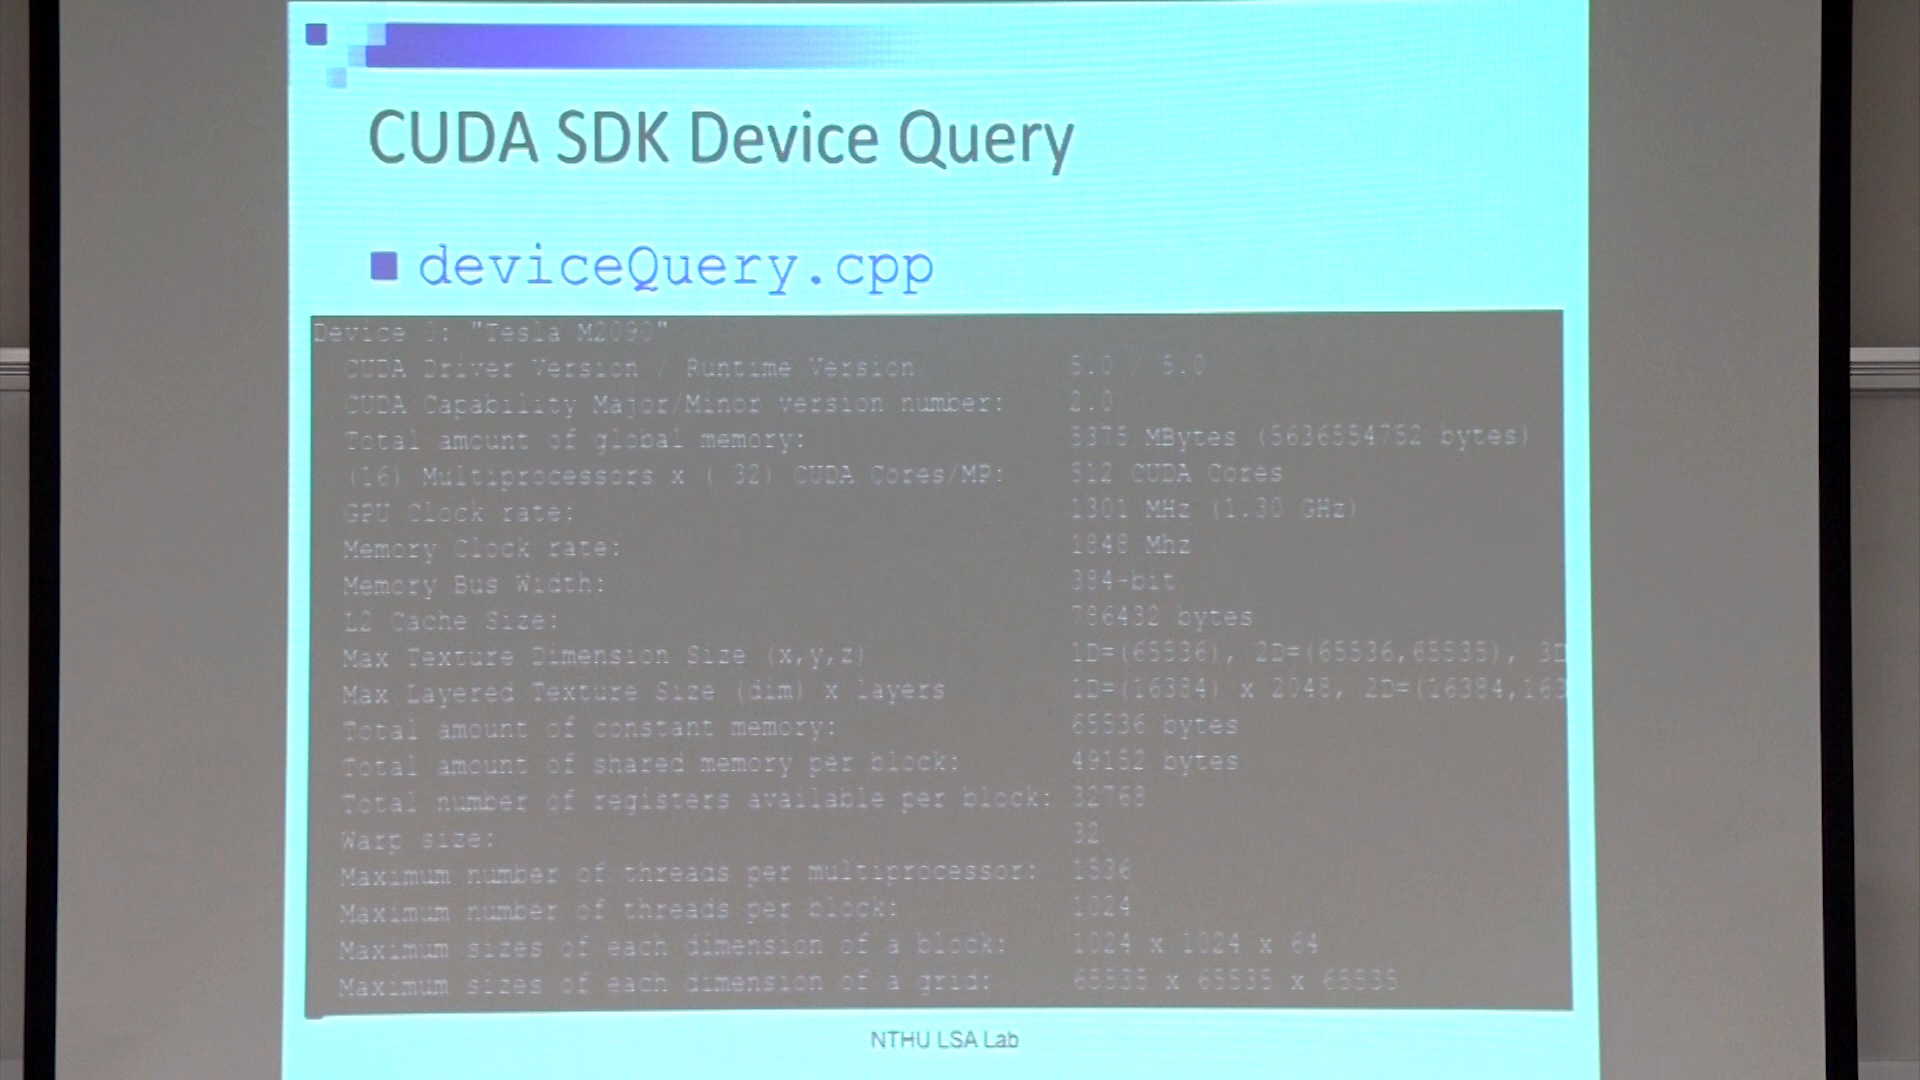 CUDA SDK Device Query
deviceQuery.cpp
Device 0: "Tesla M2090"
CUDA Driver Version / Runtime Version 5.0 / 5.0
CUDA Capability Major/Minor version number: 2.0
Total amount of global memory: 5375 MBytes (5636554752 bytes)
(16) Multiprocessors x ( 32) CUDA Cores/MP: 512 CUDA Cores
GPU Clock rate: 1301 MHz (1.30 GHz)
Memory Clock rate: 1848 Mhz
Memory Bus Width: 384-bit
L2 Cache Size: 786432 bytes
Max Texture Dimension Size (x,y,z) 1D=(65536), 2D=(65536,65535), 3D
Max Layered Texture Size (dim) x layers 1D=(16384) x 2048, 2D=(16384,163
Total amount of constant memory: 65536 bytes
Total amount of shared memory per block: 49152 bytes
Total number of registers available per block: 32768
Warp size: 32
Maximum number of threads per multiprocessor: 1536
Maximum number of threads per block: 1024
Maximum sizes of each dimension of a block: 1024 x 1024 x 64
Maximum sizes of each dimension of a grid: 65535 x 65535 x 65535
NTHU LSA Lab